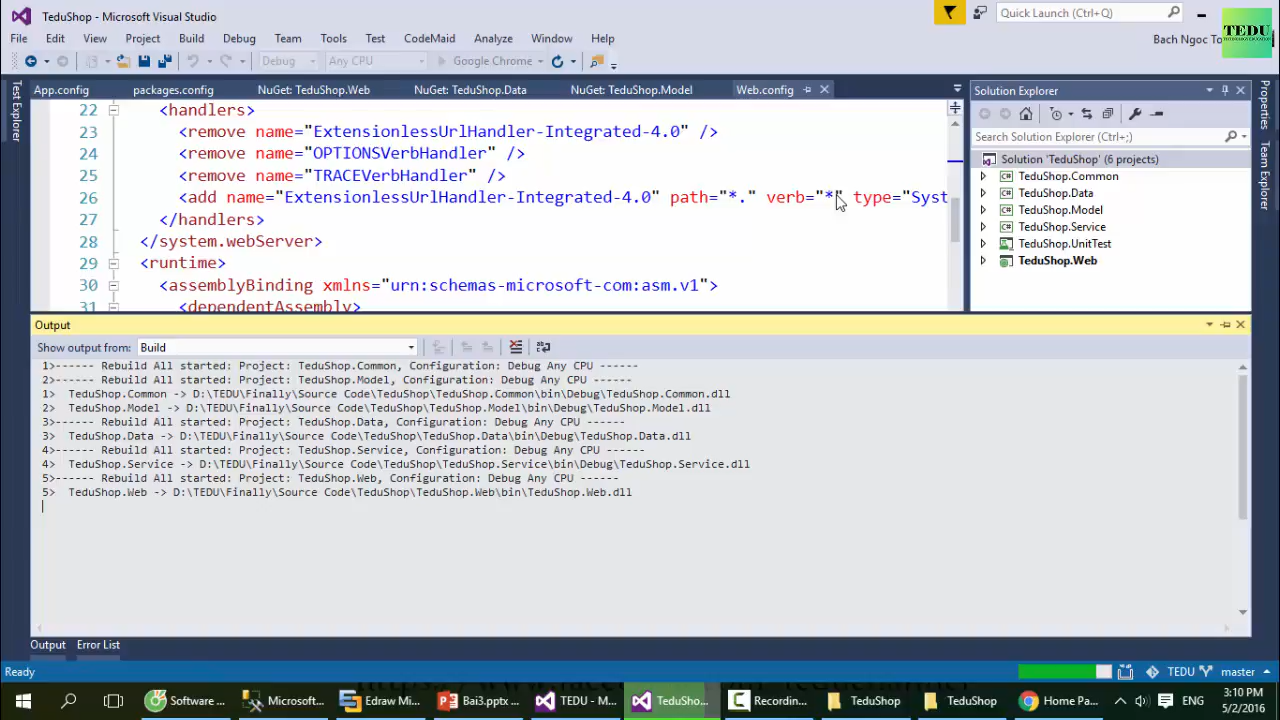 TeduShop - Microsoft Visual Studio
Quick Launch (Ctrl+Q)
File Edit View Project Build Debug Team Tools Test CodeMaid Analyze Window Help
Bach Ngoc To
TEDU
Debug Any CPU Google Chrome
App.config packages.config NuGet: TeduShop.Web NuGet: TeduShop.Data NuGet: TeduShop.Model Web.config
Test Explorer
22 <handlers>
23 <remove name="ExtensionlessUrlHandler-Integrated-4.0" />
24 <remove name="OPTIONSVerbHandler" />
25 <remove name="TRACEVerbHandler" />
26 <add name="ExtensionlessUrlHandler-Integrated-4.0" path="*." verb="*" type="Syst
27 </handlers>
28 </system.webServer>
29 <runtime>
30 <assemblyBinding xmlns="urn:schemas-microsoft-com:asm.v1">
31 <dependentAssembly>
Solution Explorer
Search Solution Explorer (Ctrl+;)
Solution 'TeduShop' (6 projects)
TeduShop.Common
TeduShop.Data
TeduShop.Model
TeduShop.Service
TeduShop.UnitTest
TeduShop.Web
Properties
Team Explorer
Output
Show output from: Build
1>------ Rebuild All started: Project: TeduShop.Common, Configuration: Debug Any CPU ------
2>------ Rebuild All started: Project: TeduShop.Model, Configuration: Debug Any CPU ------
1> TeduShop.Common -> D:\TEDU\Finally\Source Code\TeduShop\TeduShop.Common\bin\Debug\TeduShop.Common.dll
2> TeduShop.Model -> D:\TEDU\Finally\Source Code\TeduShop\TeduShop.Model\bin\Debug\TeduShop.Model.dll
3>------ Rebuild All started: Project: TeduShop.Data, Configuration: Debug Any CPU ------
3> TeduShop.Data -> D:\TEDU\Finally\Source Code\TeduShop\TeduShop.Data\bin\Debug\TeduShop.Data.dll
4>------ Rebuild All started: Project: TeduShop.Service, Configuration: Debug Any CPU ------
4> TeduShop.Service -> D:\TEDU\Finally\Source Code\TeduShop\TeduShop.Service\bin\Debug\TeduShop.Service.dll
5>------ Rebuild All started: Project: TeduShop.Web, Configuration: Debug Any CPU ------
5> TeduShop.Web -> D:\TEDU\Finally\Source Code\TeduShop\TeduShop.Web\bin\TeduShop.Web.dll
Output Error List
Ready
TEDU master
Software ... Microsoft... Edraw Mi... Bai3.pptx ... TEDU - M... TeduSho... Recording... TeduShop TeduShop Home Pa...
ENG
3:10 PM
5/2/2016